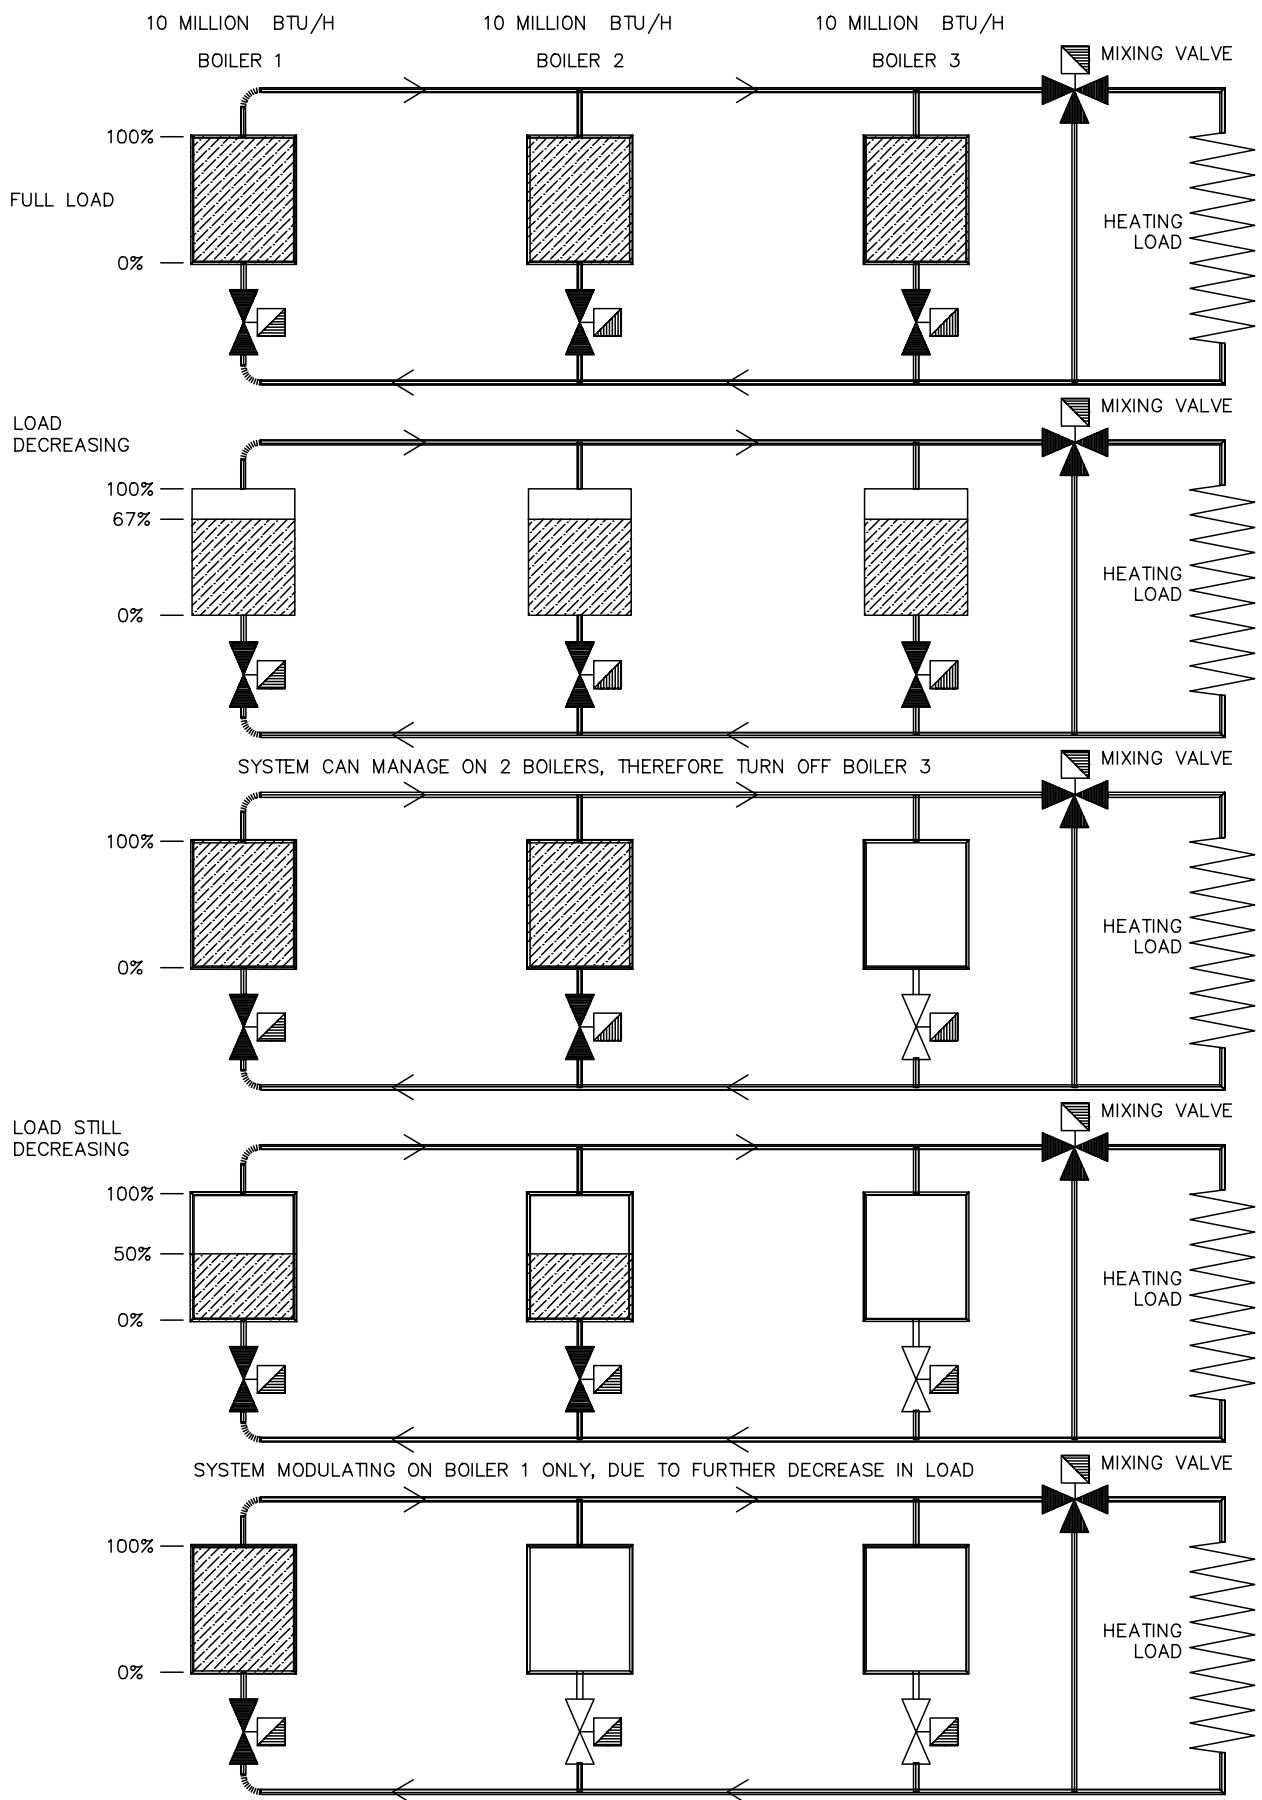 10 MILLION BTU/H
10 MILLION BTU/H
10 MILLION BTU/H
BOILER 1
BOILER 2
BOILER 3
MIXING VALVE
100%
FULL LOAD
0%
HEATING
LOAD
LOAD
DECREASING
MIXING VALVE
100%
67%
0%
HEATING
LOAD
SYSTEM CAN MANAGE ON 2 BOILERS, THEREFORE TURN OFF BOILER 3
MIXING VALVE
100%
0%
HEATING
LOAD
LOAD STILL
DECREASING
MIXING VALVE
100%
50%
0%
HEATING
LOAD
SYSTEM MODULATING ON BOILER 1 ONLY, DUE TO FURTHER DECREASE IN LOAD
MIXING VALVE
100%
0%
HEATING
LOAD